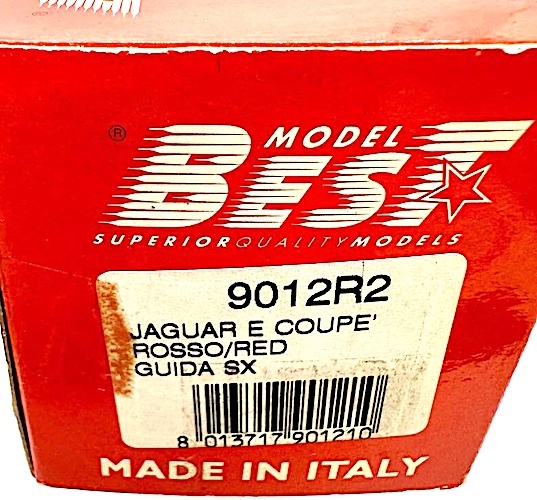 ®
MODEL
BEST
SUPERIORQUALITYMODELS
9012R2
JAGUAR E COUPE'
ROSSO/RED
GUIDA SX
8 013717 901210
MADE IN ITALY